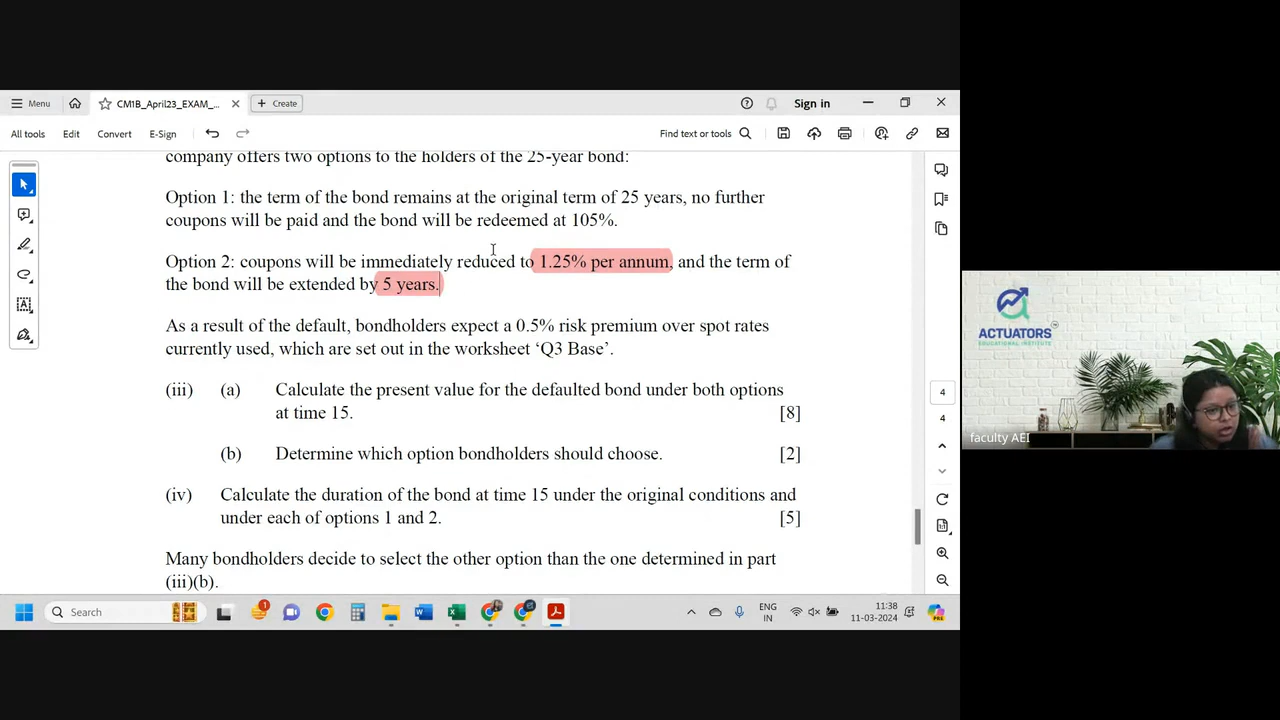 Menu
CM1B_April23_EXAM_...
Create
Sign in
All tools
Edit
Convert
E-Sign
Find text or tools
company offers two options to the holders of the 25-year bond:
Option 1: the term of the bond remains at the original term of 25 years, no further
coupons will be paid and the bond will be redeemed at 105%.
Option 2: coupons will be immediately reduced to 1.25% per annum, and the term of
the bond will be extended by 5 years.
As a result of the default, bondholders expect a 0.5% risk premium over spot rates
currently used, which are set out in the worksheet ‘Q3 Base’.
(iii) (a) Calculate the present value for the defaulted bond under both options
at time 15. [8]
(b) Determine which option bondholders should choose. [2]
(iv) Calculate the duration of the bond at time 15 under the original conditions and
under each of options 1 and 2. [5]
Many bondholders decide to select the other option than the one determined in part
(iii)(b).
4
4
ACTUATORS
EDUCATIONAL INSTITUTE
TM
faculty AEI
Search
1
ENG
IN
11:38
11-03-2024
PRE